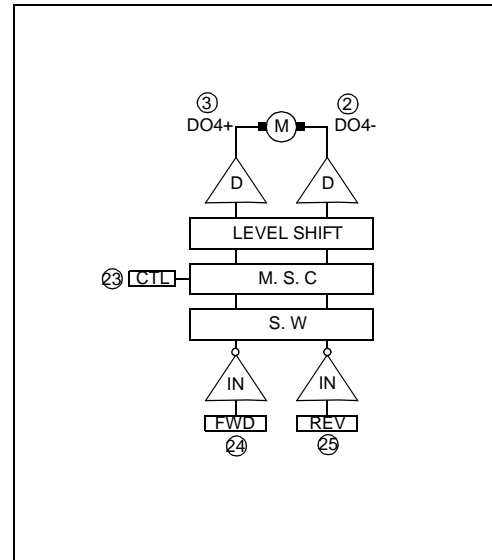 ③ ②
DO4+ M DO4-
D D
LEVEL SHIFT
㉓ CTL M. S. C
S. W
IN IN
FWD REV
㉔ ㉕